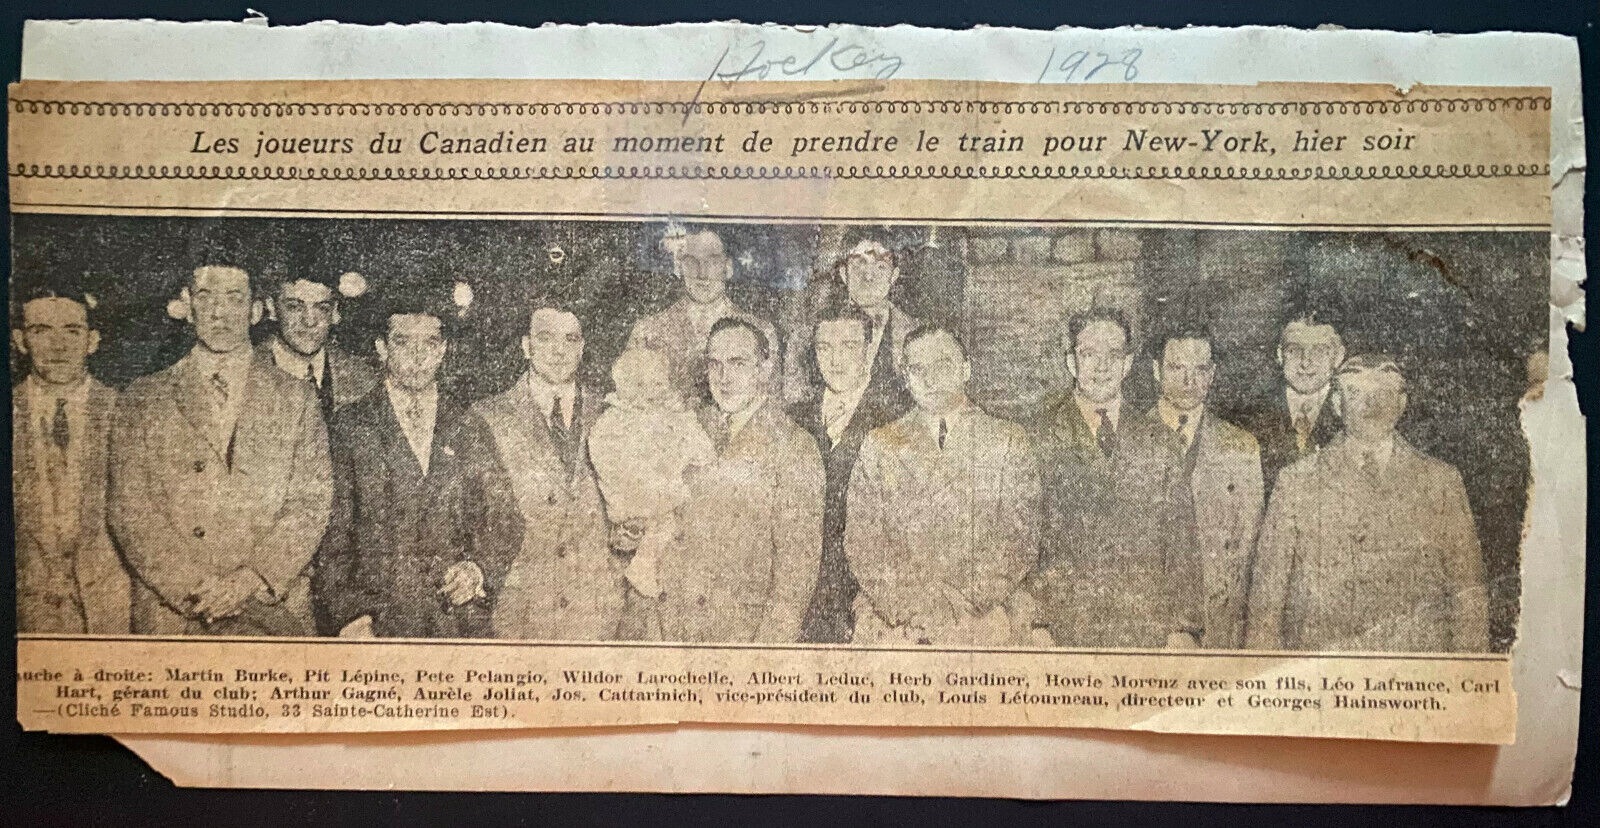 Hockey 1928
Les joueurs du Canadien au moment de prendre le train pour New-York, hier soir
uche à droite: Martin Burke, Pit Lépine, Pete Pelangio, Wildor Larochelle, Albert Leduc, Herb Gardiner, Howie Morenz avec son fils, Léo Lafrance, Carl
Hart, gérant du club; Arthur Gagné, Aurèle Joliat, Jos. Cattarinich, vice-président du club, Louis Létourneau, directeur et Georges Hainsworth.
—(Cliché Famous Studio, 33 Sainte-Catherine Est).